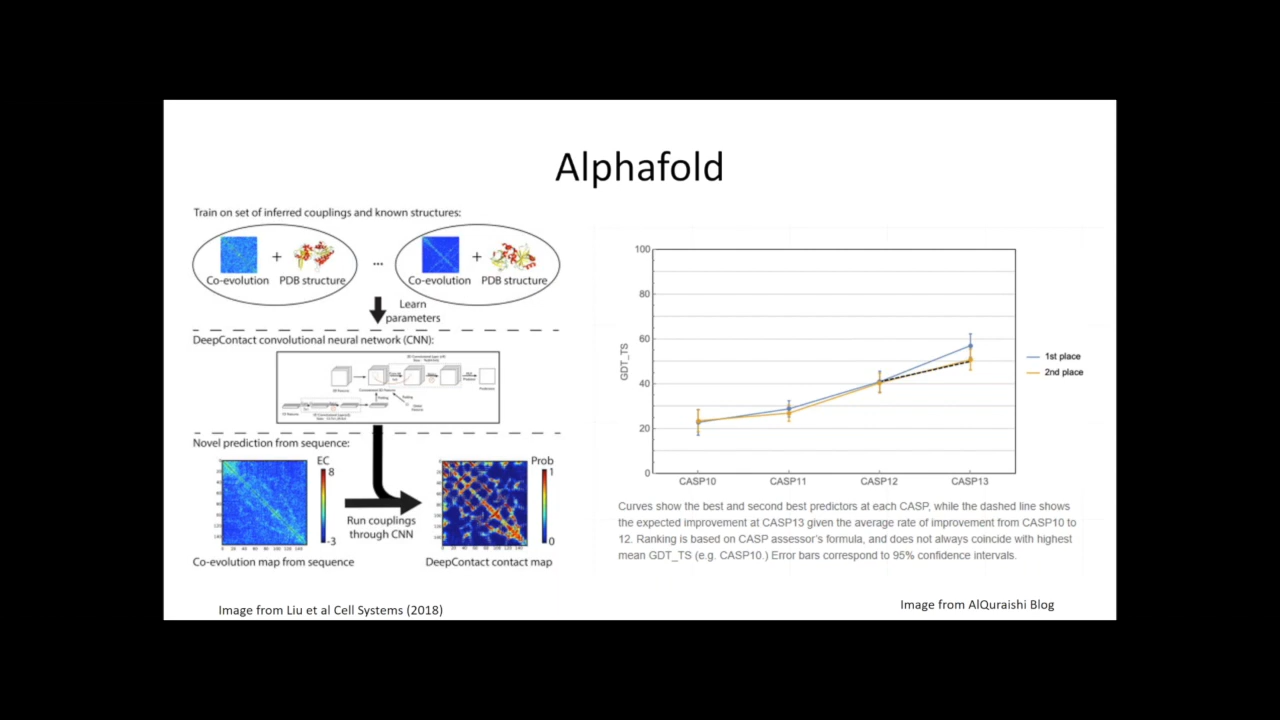 Alphafold
Train on set of inferred couplings and known structures:
Co-evolution
+
PDB structure
...
Co-evolution
+
PDB structure
Learn
parameters
DeepContact convolutional neural network (CNN):
Novel prediction from sequence:
EC
8
-3
Run couplings
through CNN
Prob
1
0
Co-evolution map from sequence
DeepContact contact map
Image from Liu et al Cell Systems (2018)
GDT_TS
100
80
60
40
20
0
CASP10
CASP11
CASP12
CASP13
1st place
2nd place
Curves show the best and second best predictors at each CASP, while the dashed line shows
the expected improvement at CASP13 given the average rate of improvement from CASP10 to
12. Ranking is based on CASP assessor's formula, and does not always coincide with highest
mean GDT_TS (e.g. CASP10.) Error bars correspond to 95% confidence intervals.
Image from AlQuraishi Blog